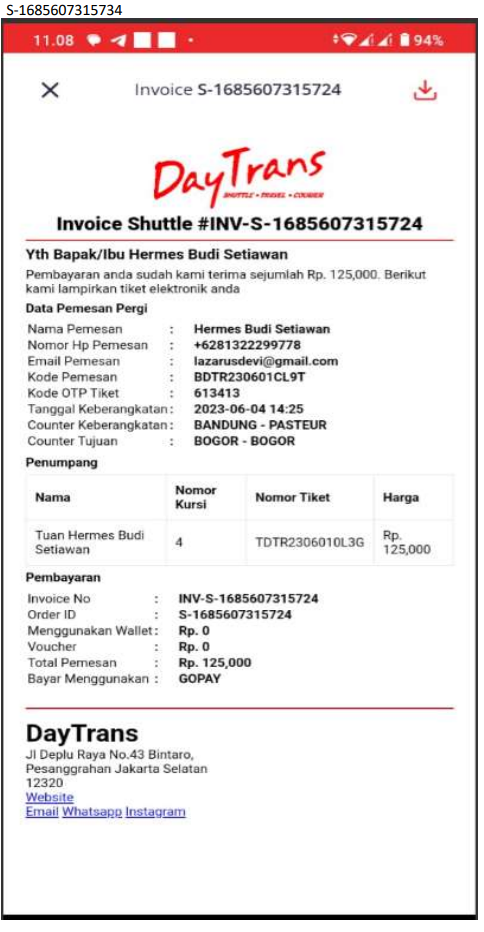 S-1685607315734
11.08 94%
Invoice S-1685607315724
DayTrans
SHUTTLE • TRAVEL • COURIER
Invoice Shuttle #INV-S-1685607315724
Yth Bapak/Ibu Hermes Budi Setiawan
Pembayaran anda sudah kami terima sejumlah Rp. 125,000. Berikut
kami lampirkan tiket elektronik anda
Data Pemesan Pergi
Nama Pemesan : Hermes Budi Setiawan
Nomor Hp Pemesan : +6281322299778
Email Pemesan : lazarusdevi@gmail.com
Kode Pemesan : BDTR230601CL9T
Kode OTP Tiket : 613413
Tanggal Keberangkatan : 2023-06-04 14:25
Counter Keberangkatan : BANDUNG - PASTEUR
Counter Tujuan : BOGOR - BOGOR
Penumpang
Nama Nomor Kursi Nomor Tiket Harga
Tuan Hermes Budi Setiawan 4 TDTR2306010L3G Rp. 125,000
Pembayaran
Invoice No : INV-S-1685607315724
Order ID : S-1685607315724
Menggunakan Wallet : Rp. 0
Voucher : Rp. 0
Total Pemesan : Rp. 125,000
Bayar Menggunakan : GOPAY
DayTrans
Jl Deplu Raya No.43 Bintaro,
Pesanggrahan Jakarta Selatan
12320
Website
Email Whatsapp Instagram